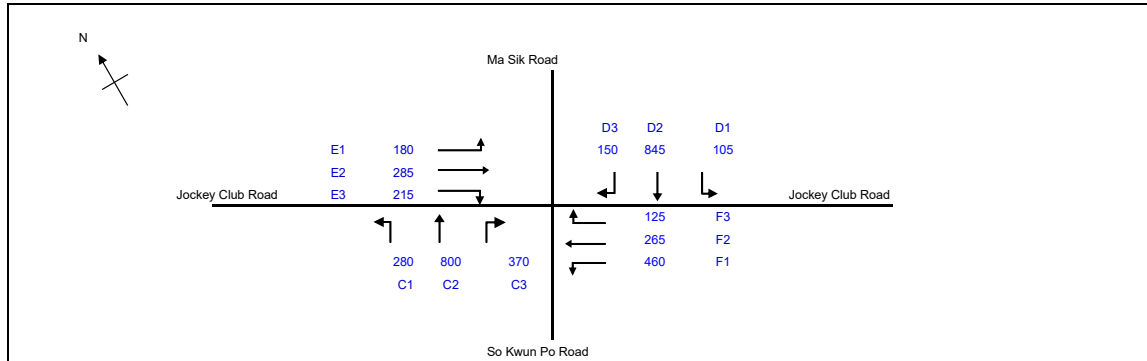 N
Ma Sik Road
D3 D2 D1
E1 180 150 845 105
E2 285
E3 215
Jockey Club Road Jockey Club Road
125 F3
265 F2
280 800 370 460 F1
C1 C2 C3
So Kwun Po Road